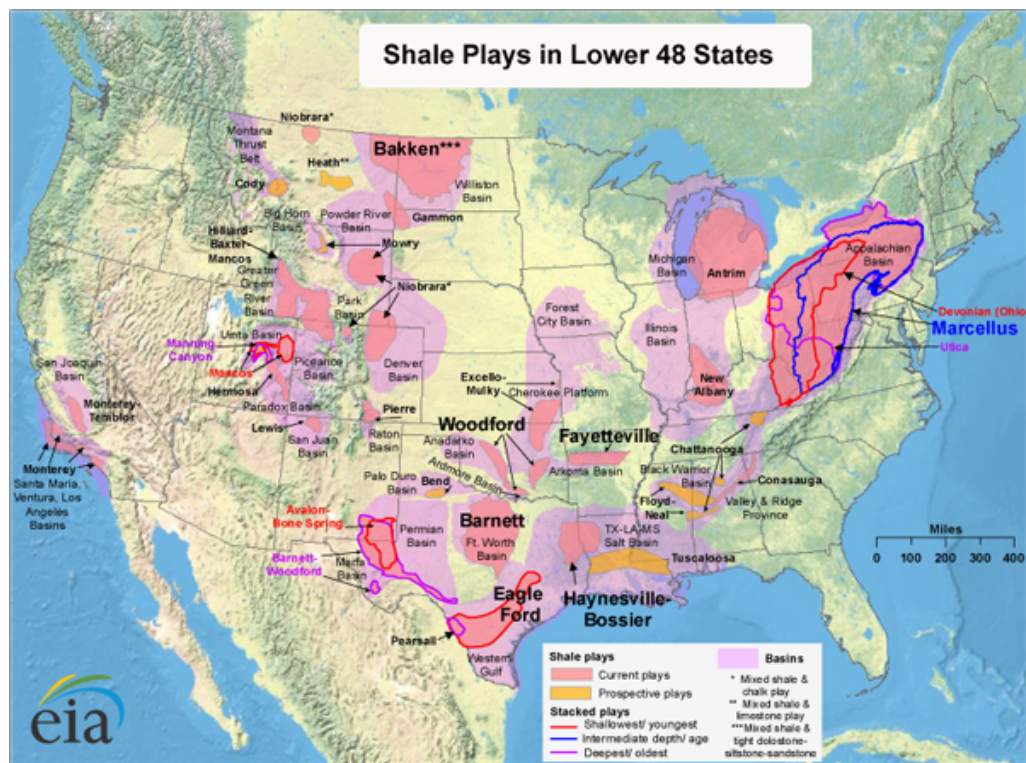 Shale Plays in Lower 48 States
Niobrara*
Montana
Thrust
Belt
Heath**
Bakken***
Cody
Williston
Basin
Big Horn
Basin
Powder River
Basin
Gammon
Hilliard-
Baxter-
Mancos
Mowry
Greater
Green
River
Basin
Niobrara*
Park
Basin
Michigan
Basin
Antrim
Appalachian
Basin
Devonian (Ohio
Marcellus
Utica
Forest
City Basin
Illinois
Basin
Uinta Basin
Manning
Canyon
Mancos
Piceance
Basin
Denver
Basin
San Joaquin
Basin
Hermosa
Excello-
Mulky
Cherokee Platform
New
Albany
Monterey-
Temblor
Paradox Basin
Lewis
San Juan
Basin
Pierre
Raton
Basin
Woodford
Anadarko
Basin
Fayetteville
Arkoma Basin
Chattanooga
Monterey
Santa Maria,
Ventura, Los
Angeles
Basins
Palo Duro
Basin
Bend
Ardmore Basin
Black Warrior
Basin
Conasauga
Floyd-
Neal
Valley & Ridge
Province
Avalon-
Bone Spring
Permian
Basin
Barnett
Ft. Worth
Basin
TX-LA-MS
Salt Basin
Tuscaloosa
Barnett-
Woodford
Marfa
Basin
Eagle
Ford
Haynesville-
Bossier
Pearsall
Western
Gulf
Miles
0 100 200 300 400
Shale plays
Current plays
Prospective plays
Stacked plays
Shallowest/ youngest
Intermediate depth/ age
Deepest/ oldest
Basins
* Mixed shale &
chalk play
** Mixed shale &
limestone play
***Mixed shale &
tight dolostone-
siltstone-sandstone
eia